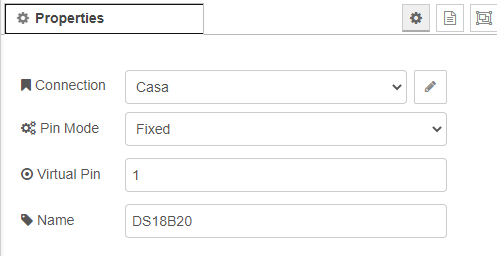 Properties
Connection Casa
Pin Mode Fixed
Virtual Pin 1
Name DS18B20